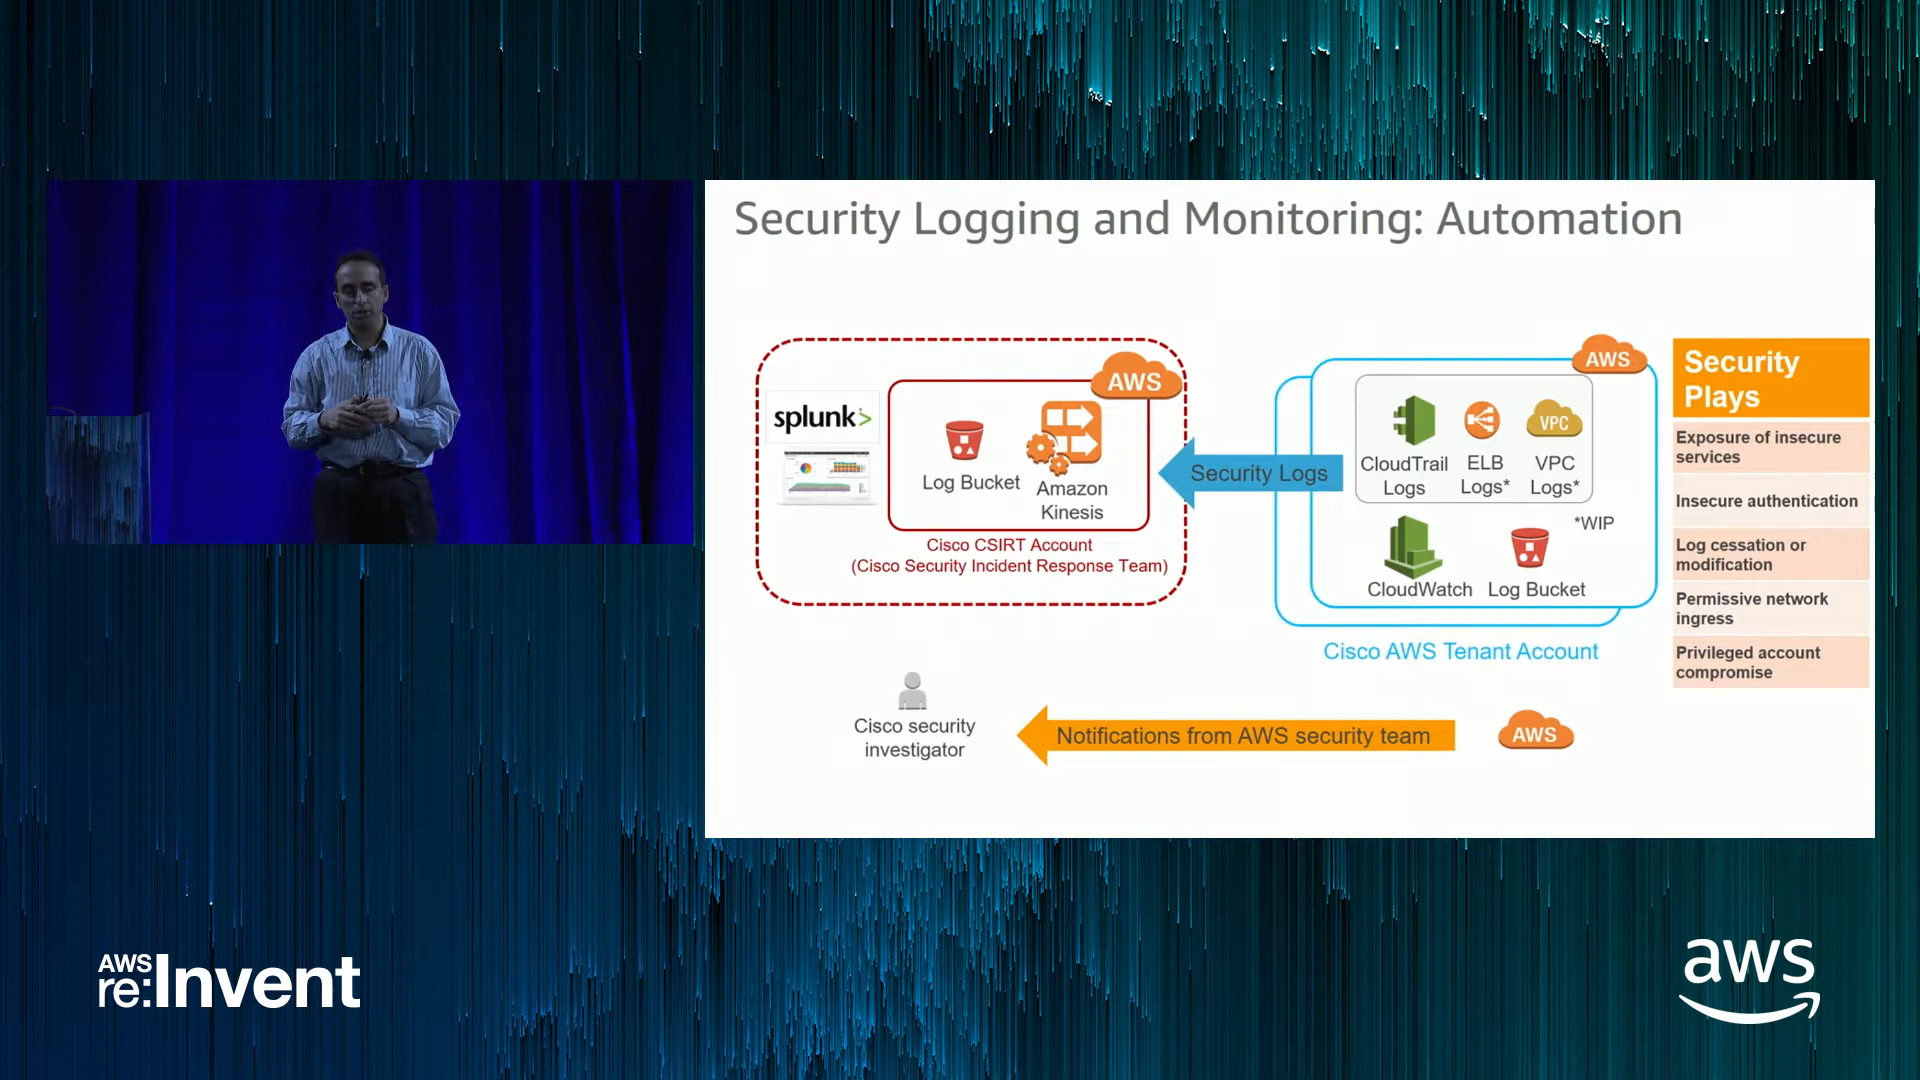 Security Logging and Monitoring: Automation
splunk>
AWS
Log Bucket
Amazon
Kinesis
Cisco CSIRT Account
(Cisco Security Incident Response Team)
Security Logs
AWS
CloudTrail
Logs
ELB
Logs*
VPC
VPC
Logs*
*WIP
CloudWatch
Log Bucket
Cisco AWS Tenant Account
Security
Plays
Exposure of insecure
services
Insecure authentication
Log cessation or
modification
Permissive network
ingress
Privileged account
compromise
Cisco security
investigator
Notifications from AWS security team
AWS
AWS
re:Invent
aws